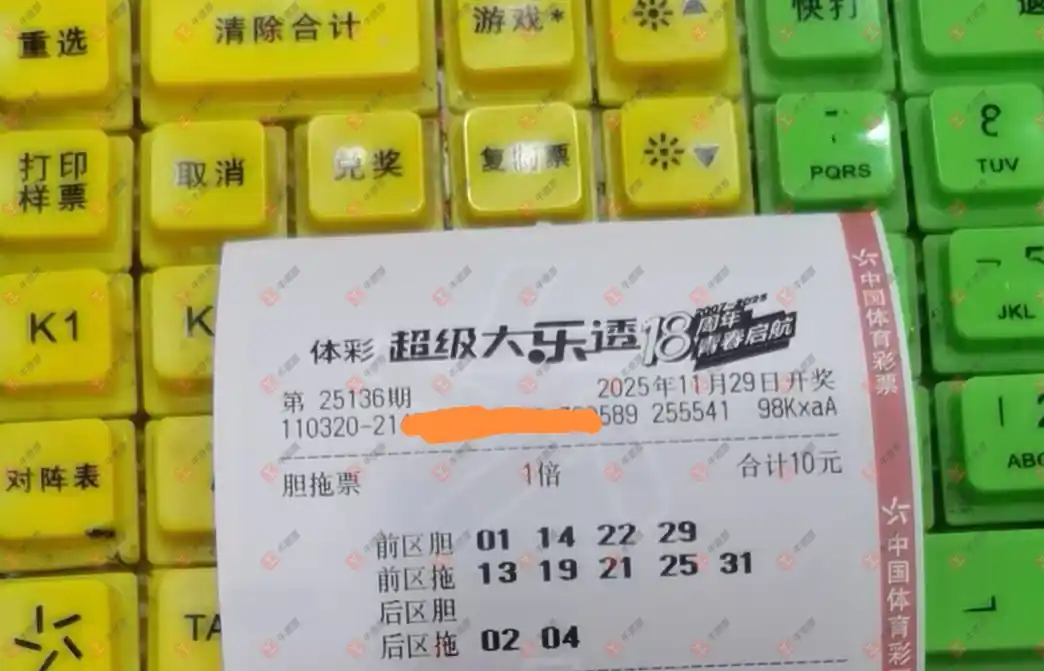 重选
清除合计
游戏*
快打
打印
样票
取消
兑奖
复制票
PQRS
8
TUV
K1
K
JKL
体彩 超级大乐透 18 2007-2025
周年
青春启航
第 25136期 2025年11月29日开奖
110320-21 589 255541 98KxaA
胆拖票 1倍 合计10元
前区胆 01 14 22 29
前区拖 13 19 21 25 31
后区胆
后区拖 02 04
对阵表
TA
ABC
中国体育彩票
中国体育彩